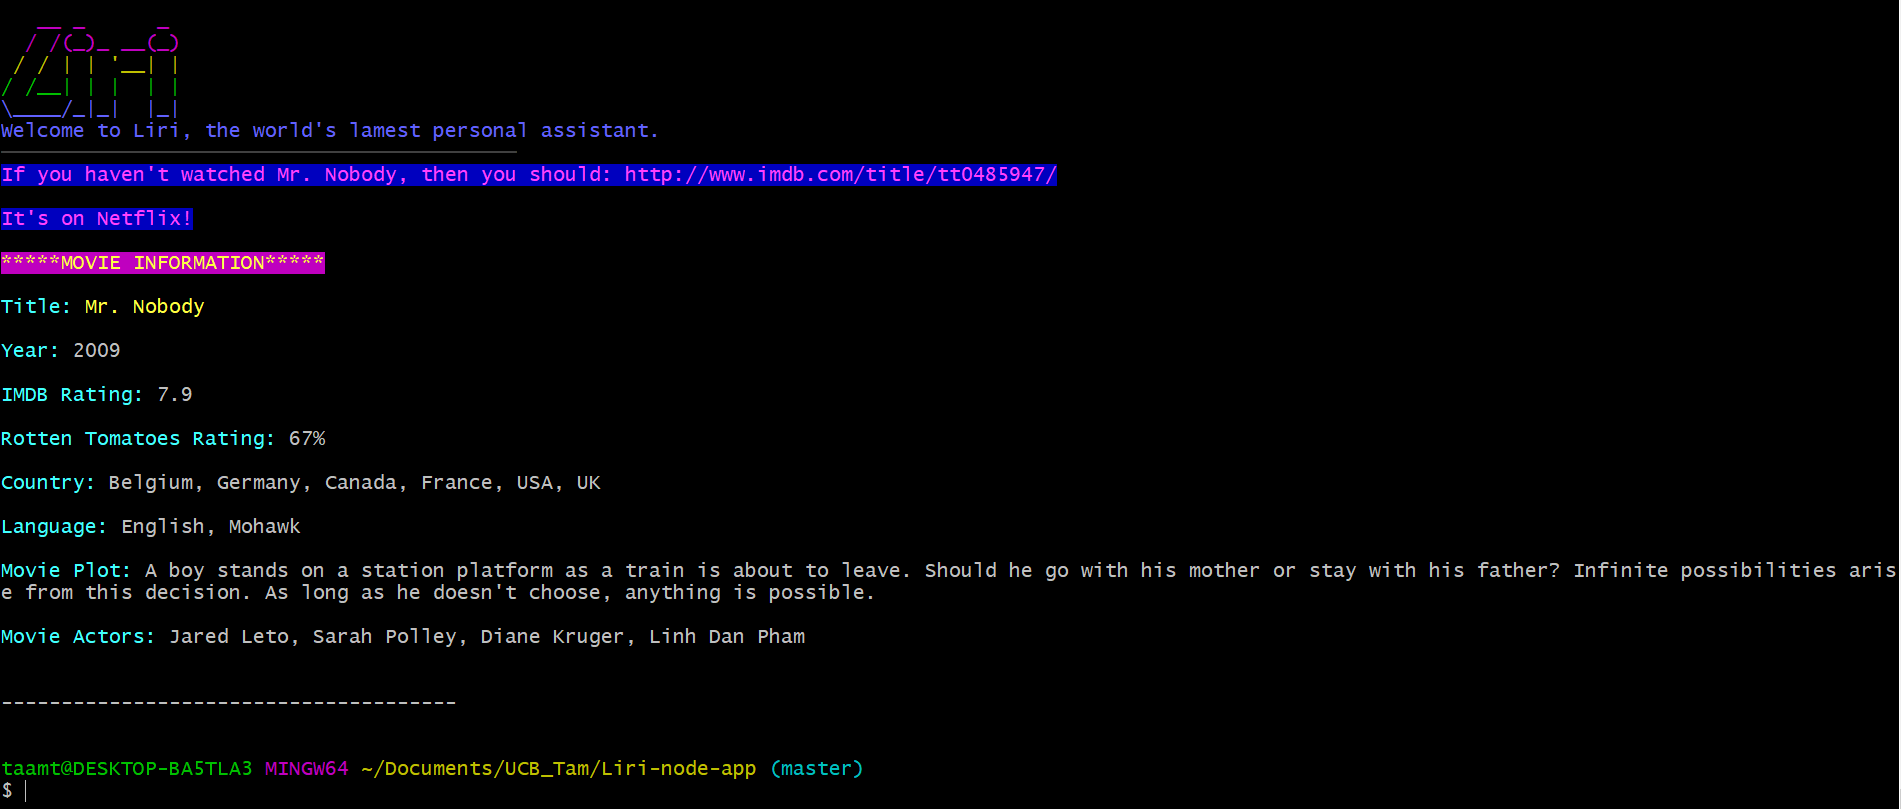 Liri
Welcome to Liri, the world's lamest personal assistant.
If you haven't watched Mr. Nobody, then you should: http://www.imdb.com/title/tt0485947/
It's on Netflix!
*****MOVIE INFORMATION*****
Title: Mr. Nobody
Year: 2009
IMDB Rating: 7.9
Rotten Tomatoes Rating: 67%
Country: Belgium, Germany, Canada, France, USA, UK
Language: English, Mohawk
Movie Plot: A boy stands on a station platform as a train is about to leave. Should he go with his mother or stay with his father? Infinite possibilities aris
e from this decision. As long as he doesn't choose, anything is possible.
Movie Actors: Jared Leto, Sarah Polley, Diane Kruger, Linh Dan Pham
--------------------------------------
taamt@DESKTOP-BA5TLA3 MINGW64 ~/Documents/UCB_Tam/Liri-node-app (master)
$